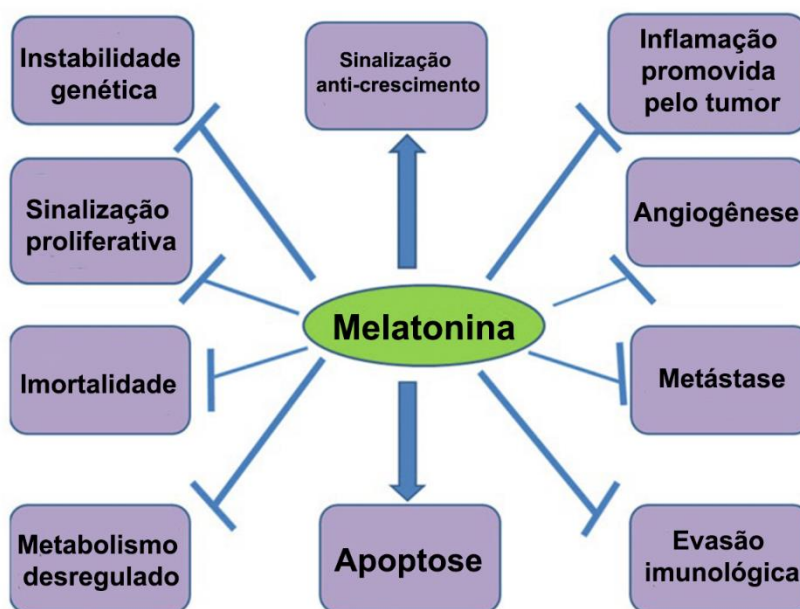 Instabilidade
genética
Sinalização
anti-crescimento
Inflamação
promovida
pelo tumor
Sinalização
proliferativa
Angiogênese
Melatonina
Imortalidade
Metástase
Metabolismo
desregulado
Apoptose
Evasão
imunológica